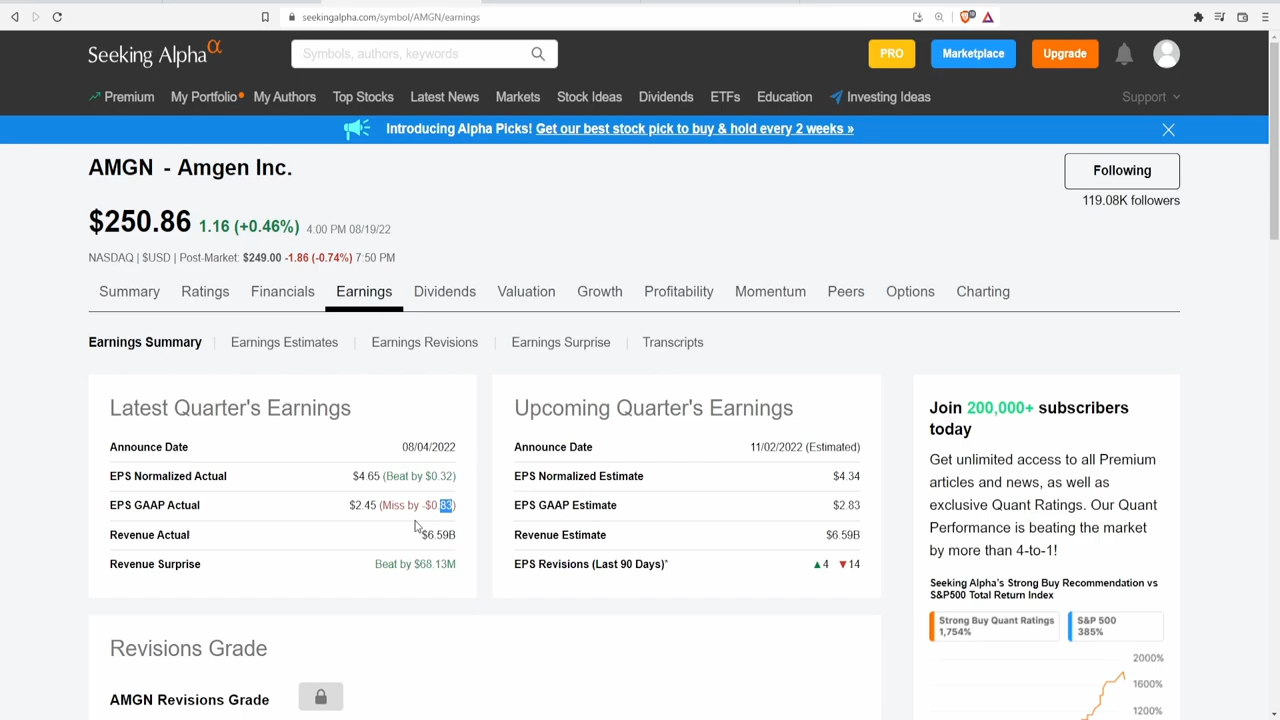 seekingalpha.com/symbol/AMGN/earnings
Seeking Alpha α
Symbols, authors, keywords
PRO
Marketplace
Upgrade
Premium My Portfolio My Authors Top Stocks Latest News Markets Stock Ideas Dividends ETFs Education Investing Ideas Support
Introducing Alpha Picks! Get our best stock pick to buy & hold every 2 weeks »
AMGN - Amgen Inc.
Following
119.08K followers
$250.86 1.16 (+0.46%) 4:00 PM 08/19/22
NASDAQ | $USD | Post-Market: $249.00 -1.86 (-0.74%) 7:50 PM
Summary Ratings Financials Earnings Dividends Valuation Growth Profitability Momentum Peers Options Charting
Earnings Summary | Earnings Estimates | Earnings Revisions | Earnings Surprise | Transcripts
Latest Quarter's Earnings
Announce Date 08/04/2022
EPS Normalized Actual $4.65 (Beat by $0.32)
EPS GAAP Actual $2.45 (Miss by -$0.83)
Revenue Actual $6.59B
Revenue Surprise Beat by $68.13M
Upcoming Quarter's Earnings
Announce Date 11/02/2022 (Estimated)
EPS Normalized Estimate $4.34
EPS GAAP Estimate $2.83
Revenue Estimate $6.59B
EPS Revisions (Last 90 Days)* ▲4 ▼14
Join 200,000+ subscribers
today
Get unlimited access to all Premium
articles and news, as well as
exclusive Quant Ratings. Our Quant
Performance is beating the market
by more than 4-to-1!
Seeking Alpha's Strong Buy Recommendation vs
S&P500 Total Return Index
Strong Buy Quant Ratings
1,754%
S&P 500
385%
2000%
1600%
1200%
Revisions Grade
AMGN Revisions Grade